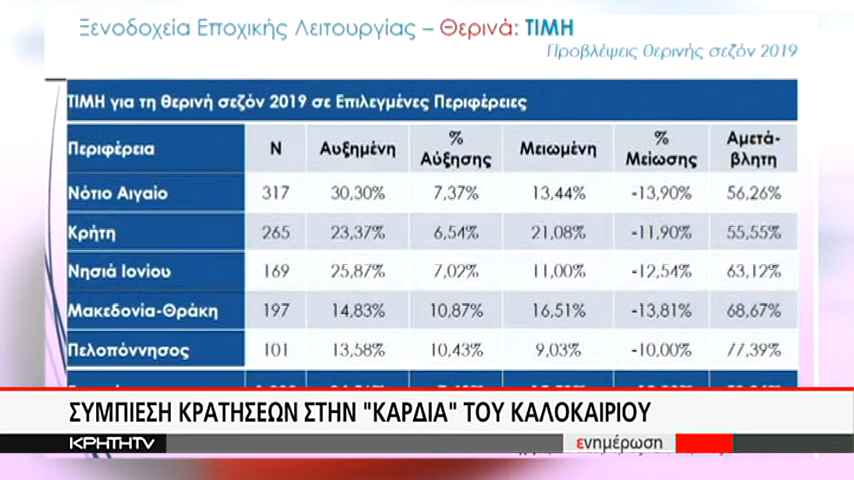 Ξενοδοχεία Εποχικής Λειτουργίας – Θερινά: ΤΙΜΗ
Προβλέψεις θερινής σεζόν 2019
ΤΙΜΗ για τη θερινή σεζόν 2019 σε Επιλεγμένες Περιφέρειες
Περιφέρεια N Αυξημένη % Αύξησης Μειωμένη % Μείωσης Αμετά-βλητη
Νότιο Αιγαίο 317 30,30% 7,37% 13,44% -13,90% 56,26%
Κρήτη 265 23,37% 6,54% 21,08% -11,90% 55,55%
Νησιά Ιονίου 169 25,87% 7,02% 11,00% -12,54% 63,12%
Μακεδονία-Θράκη 197 14,83% 10,87% 16,51% -13,81% 68,67%
Πελοπόννησος 101 13,58% 10,43% 9,03% -10,00% 77,39%
ΣΥΜΠΙΕΣΗ ΚΡΑΤΗΣΕΩΝ ΣΤΗΝ "ΚΑΡΔΙΑ" ΤΟΥ ΚΑΛΟΚΑΙΡΙΟΥ
ΚΡΗΤΗTV ενημέρωση